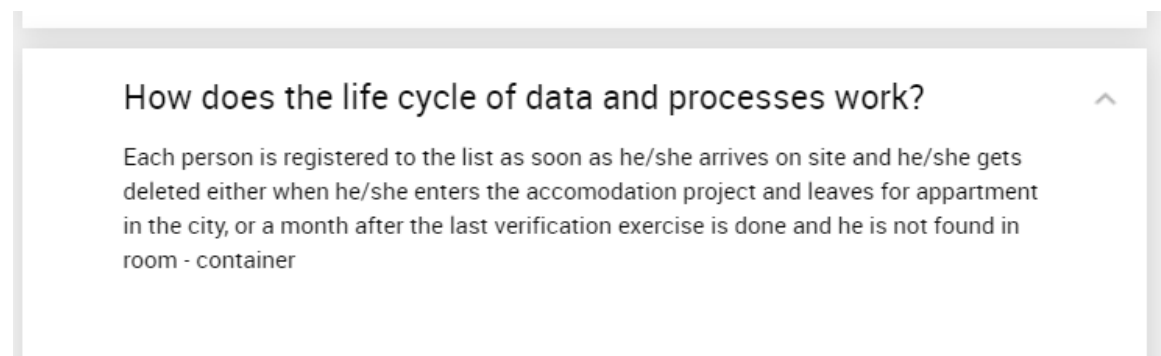 How does the life cycle of data and processes work?
Each person is registered to the list as soon as he/she arrives on site and he/she gets
deleted either when he/she enters the accomodation project and leaves for appartment
in the city, or a month after the last verification exercise is done and he is not found in
room - container